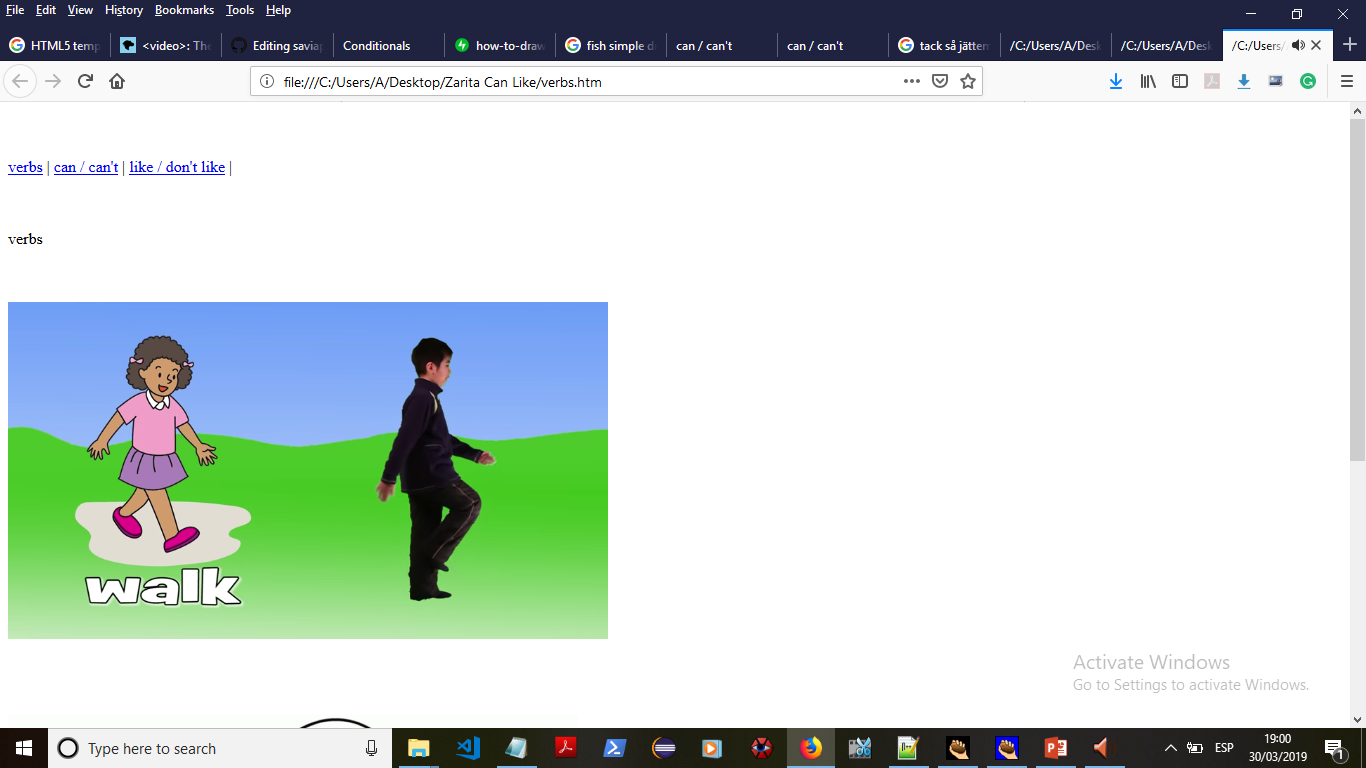 File Edit View History Bookmarks Tools Help
HTML5 temp
<video>: The
Editing saviap
Conditionals
how-to-draw
fish simple d
can / can't
can / can't
tack så jättem
/C:/Users/A/Desk
/C:/Users/A/Desk
/C:/Users/
file:///C:/Users/A/Desktop/Zarita Can Like/verbs.htm
verbs | can / can't | like / don't like |
verbs
walk
Activate Windows
Go to Settings to activate Windows.
Type here to search
ESP
19:00
30/03/2019
1